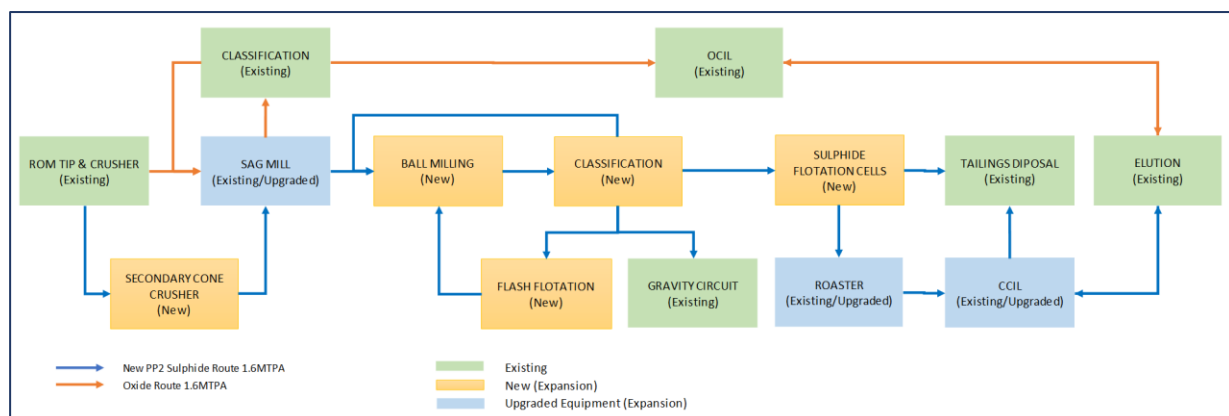 CLASSIFICATION
(Existing)
OCIL
(Existing)
ROM TIP & CRUSHER
(Existing)
SAG MILL
(Existing/Upgraded)
BALL MILLING
(New)
CLASSIFICATION
(New)
SULPHIDE
FLOTATION CELLS
(New)
TAILINGS DIPOSAL
(Existing)
ELUTION
(Existing)
SECONDARY CONE
CRUSHER
(New)
FLASH FLOTATION
(New)
GRAVITY CIRCUIT
(Existing)
ROASTER
(Existing/Upgraded)
CCIL
(Existing/Upgraded)
New PP2 Sulphide Route 1.6MTPA
Oxide Route 1.6MTPA
Existing
New (Expansion)
Upgraded Equipment (Expansion)